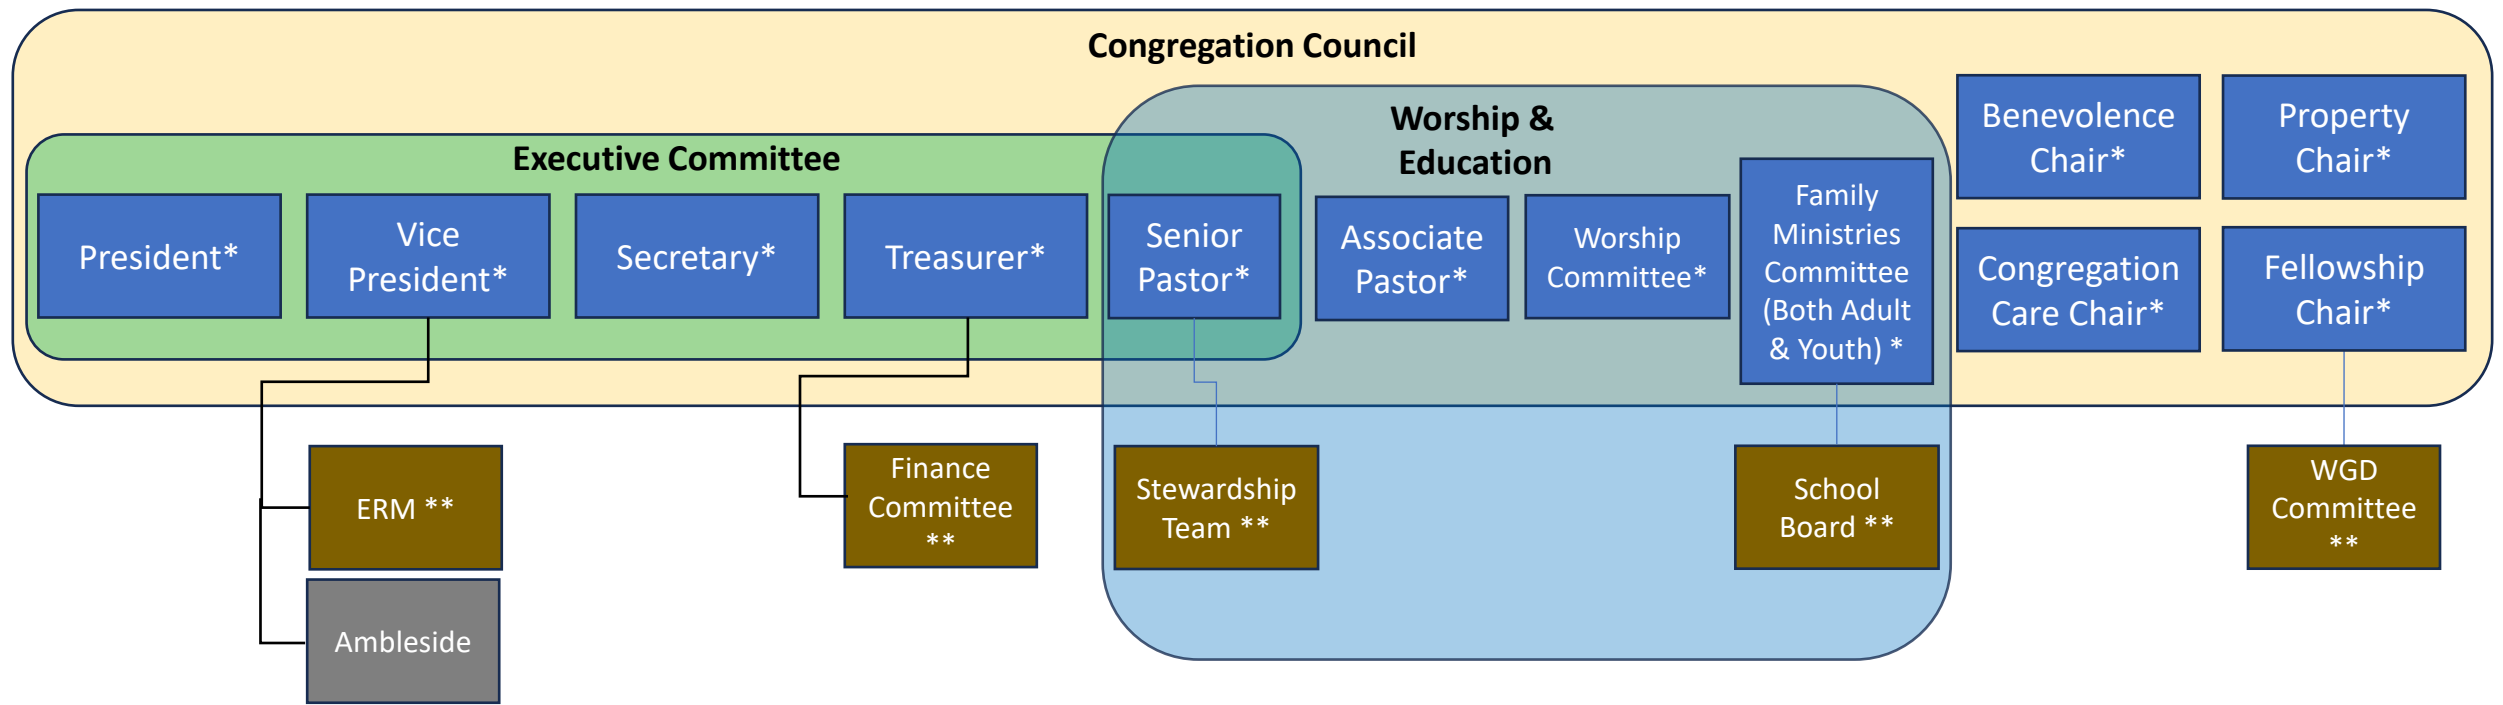 Congregation Council
Executive Committee
President*
Vice
President*
Secretary*
Treasurer*
Worship &
Education
Senior
Pastor*
Associate
Pastor*
Worship
Committee*
Family
Ministries
Committee
(Both Adult
& Youth) *
Benevolence
Chair*
Property
Chair*
Congregation
Care Chair*
Fellowship
Chair*
ERM **
Finance
Committee
**
Stewardship
Team **
School
Board **
WGD
Committee
**
Ambleside